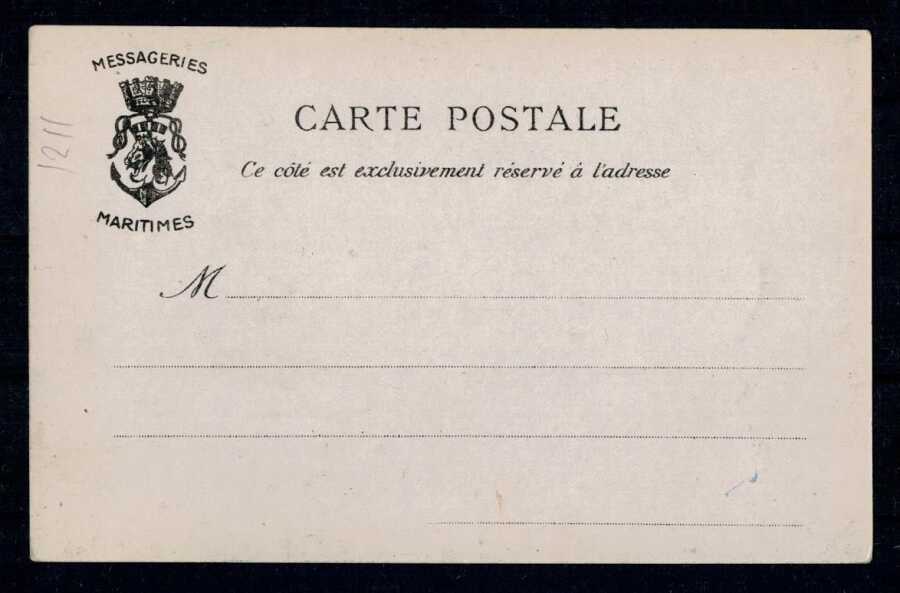 MESSAGERIES
MARITIMES
1211
CARTE POSTALE
Ce côté est exclusivement réservé à l'adresse
M